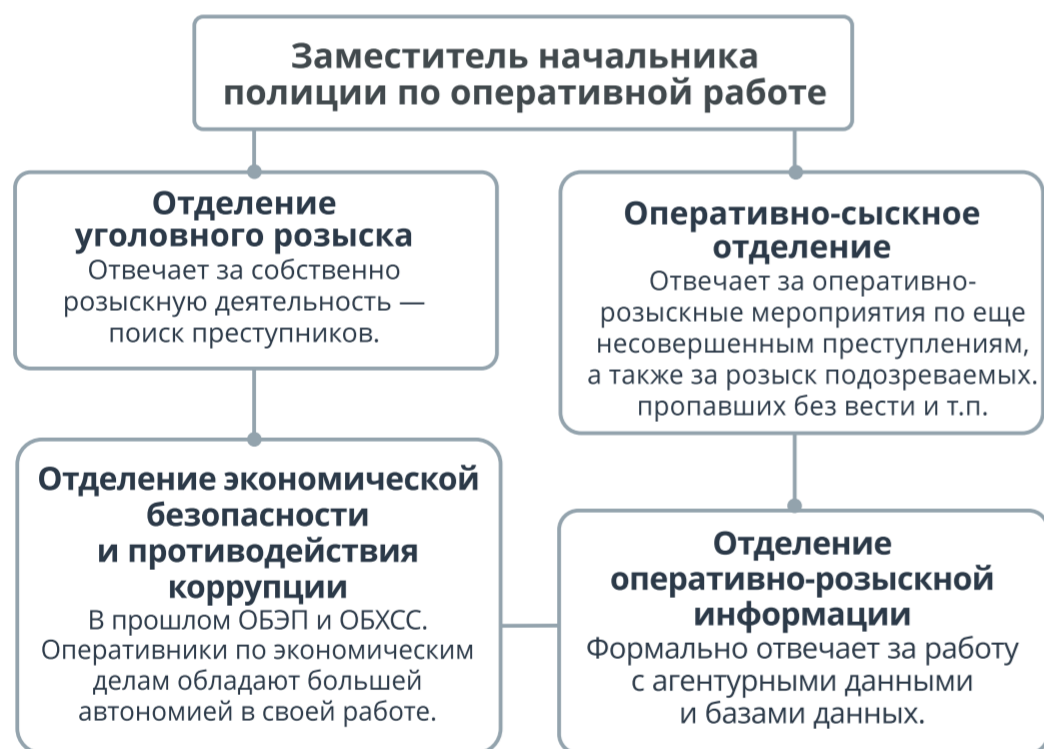 Заместитель начальника
полиции по оперативной работе
Отделение
уголовного розыска
Отвечает за собственно
розыскную деятельность —
поиск преступников.
Оперативно-сыскное
отделение
Отвечает за оперативно-
розыскные мероприятия по еще
несовершенным преступлениям,
а также за розыск подозреваемых.
пропавших без вести и т.п.
Отделение экономической
безопасности
и противодействия
коррупции
В прошлом ОБЭП и ОБХСС.
Оперативники по экономическим
делам обладают большей
автономией в своей работе.
Отделение
оперативно-розыскной
информации
Формально отвечает за работу
с агентурными данными
и базами данных.